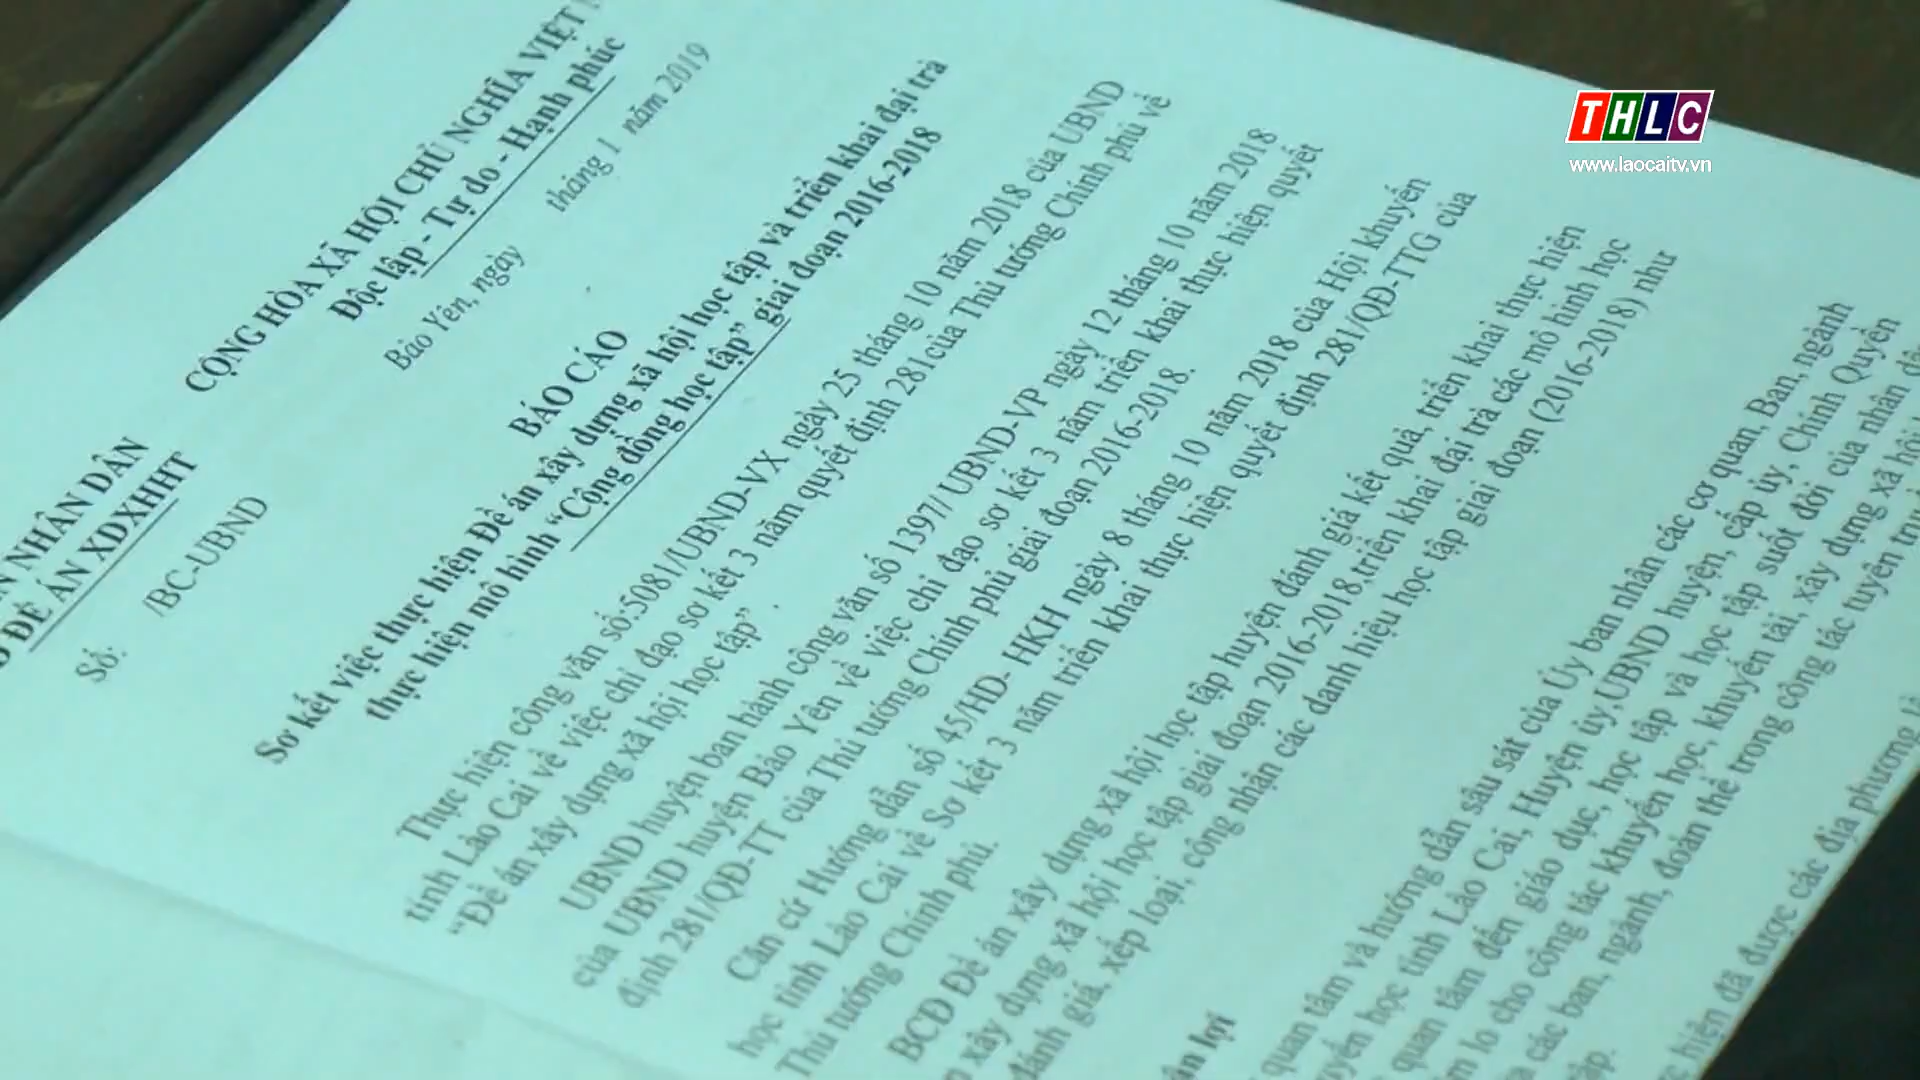 THLC
www.laocaitv.vn
CỘNG HÒA XÃ HỘI CHỦ NGHĨA VIỆT
Độc lập - Tự do - Hạnh phúc
Bảo Yên, ngày tháng 1 năm 2019
NHÂN DÂN
ĐỀ ÁN XDXHHT
Số: /BC-UBND
BÁO CÁO
Sơ kết việc thực hiện Đề án xây dựng xã hội học tập và triển khai đại trà
thực hiện mô hình “Cộng đồng học tập” giai đoạn 2016-2018
Thực hiện công văn số:5081/UBND-VX ngày 25 tháng 10 năm 2018 của UBND
tỉnh Lào Cai về việc chỉ đạo sơ kết 3 năm quyết định 281của Thủ tướng Chính phủ về
“Đề án xây dựng xã hội học tập”.
UBND huyện ban hành công văn số 1397/ UBND-VP ngày 12 tháng 10 năm 2018
của UBND huyện Bảo Yên về việc chỉ đạo sơ kết 3 năm triển khai thực hiện quyết
định 281/QĐ-TT của Thủ tướng Chính phủ giai đoạn 2016-2018.
Căn cứ Hướng dẫn số 45/HD- HKH ngày 8 tháng 10 năm 2018 của Hội khuyến
học tỉnh Lào Cai về Sơ kết 3 năm triển khai thực hiện quyết định 281/QĐ-TTG của
Thủ tướng Chính phủ.
BCĐ Đề án xây dựng xã hội học tập huyện đánh giá kết quả, triển khai thực hiện
xây dựng xã hội học tập giai đoạn 2016-2018,triển khai đại trà các mô hình học
đánh giá, xếp loại, công nhận các danh hiệu học tập giai đoạn (2016-2018) như
lợi
quan tâm và hướng dẫn sâu sát của Ủy ban nhân các cơ quan, Ban, ngành
học tỉnh Lào Cai, Huyện ủy,UBND huyện, cấp ủy, Chính Quyền
quan tâm đến giáo dục, học tập và học tập suốt đời của nhân
lo cho công tác khuyến học, khuyến tài, xây dựng xã hội
các ban, ngành, đoàn thể trong công tác tuyên
hiện đã được các địa phương